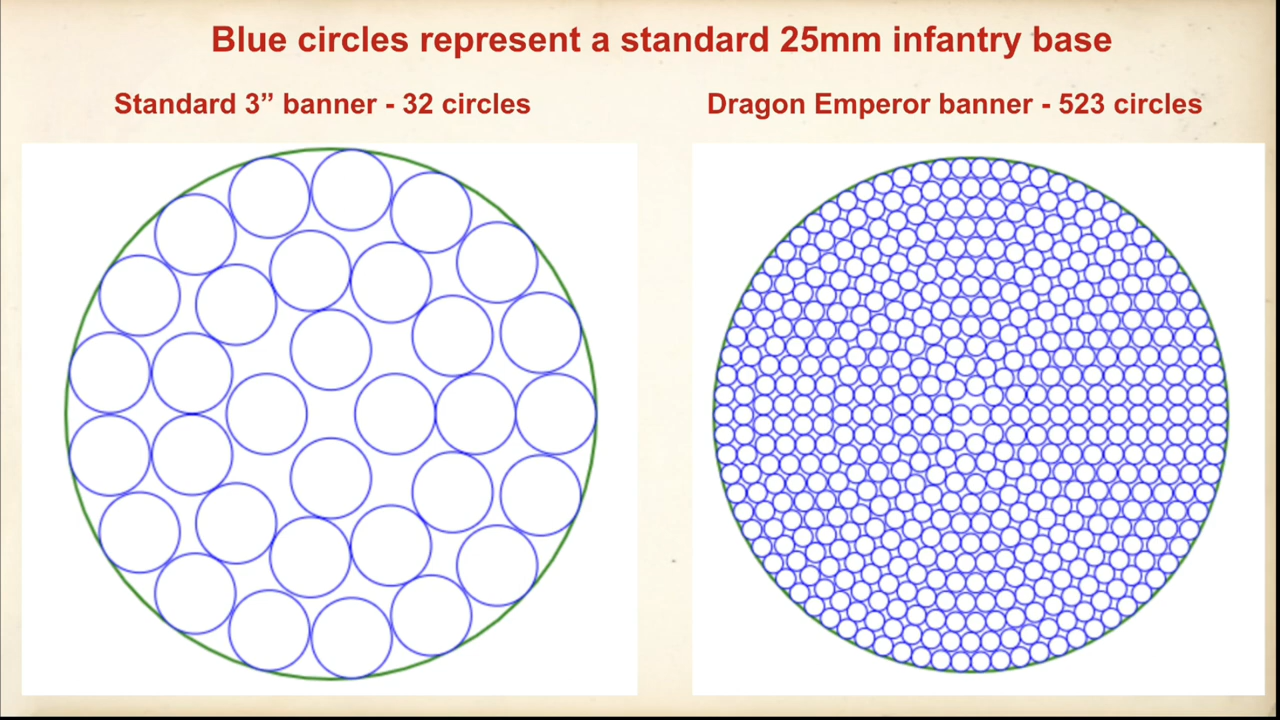 Blue circles represent a standard 25mm infantry base
Standard 3” banner - 32 circles
Dragon Emperor banner - 523 circles